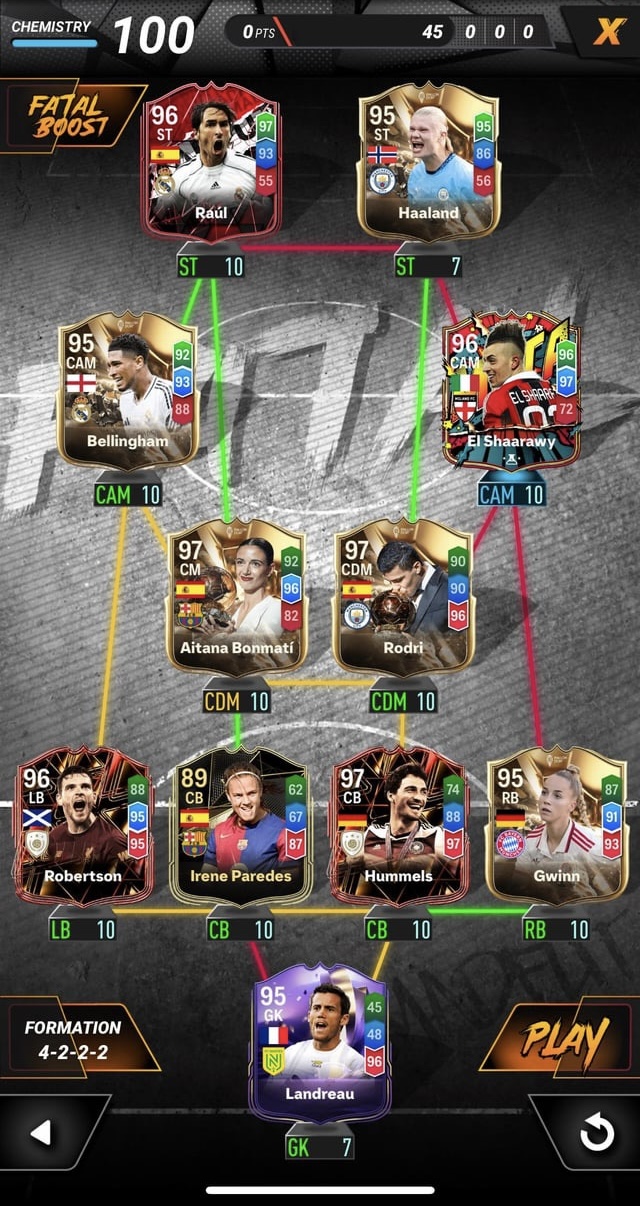 CHEMISTRY 100
0 PTS 45 0 0 0
X
FATAL
BOOST
96
ST
97
93
55
Raúl
ST 10
95
ST
95
86
56
Haaland
ST 7
95
CAM
92
93
88
Bellingham
CAM 10
96
CAM
96
97
72
EL SHAARAWY
El Shaarawy
CAM 10
97
CM
92
96
82
Aitana Bonmatí
CDM 10
97
CDM
90
90
96
Rodri
CDM 10
96
LB
88
95
95
Robertson
LB 10
89
CB
62
67
87
Irene Paredes
CB 10
97
CB
74
88
97
Hummels
CB 10
95
RB
87
91
93
Gwinn
RB 10
95
GK
45
48
96
Landreau
GK 7
FORMATION
4-2-2-2
PLAY